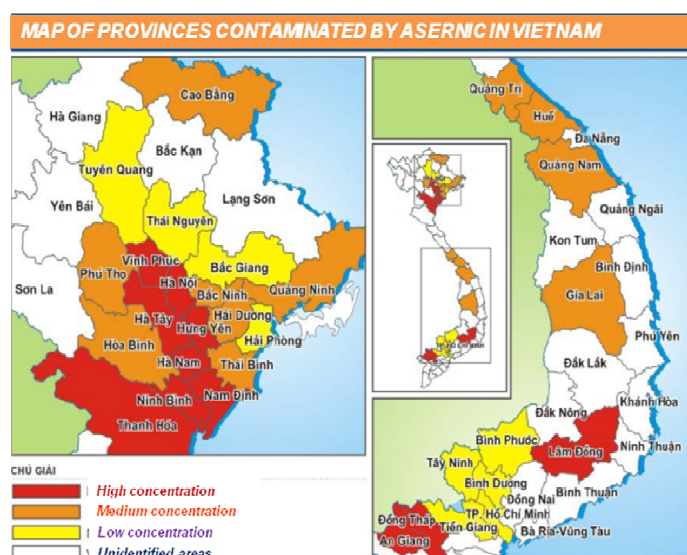 MAP OF PROVINCES CONTAMINATED BY ASERNIC IN VIETNAM
Cao Bằng
Hà Giang
Bắc Kạn
Tuyên Quang
Lạng Sơn
Yên Bái
Thái Nguyên
Vĩnh Phúc
Bắc Giang
Phú Thọ
Hà Nội
Sơn La
Bắc Ninh
Quảng Ninh
Hà Tây
Hải Dương
Hưng Yên
Hải Phòng
Hòa Bình
Hà Nam
Thái Bình
Ninh Bình
Nam Định
Thanh Hóa
CHÚ GIẢI
High concentration
Medium concentration
Low concentration
Unidentified areas
TP. HỒ CHÍ MINH
Quảng Trị
Huế
Đà Nẵng
Quảng Nam
Quảng Ngãi
Kon Tum
Bình Định
Gia Lai
Phú Yên
Đắk Lắk
Khánh Hòa
Đắk Nông
Bình Phước
Lâm Đồng
Ninh Thuận
Tây Ninh
Bình Dương
Bình Thuận
Đồng Nai
Đồng Tháp
TP. Hồ Chí Minh
Tiền Giang
Bà Rịa-Vũng Tàu
An Giang